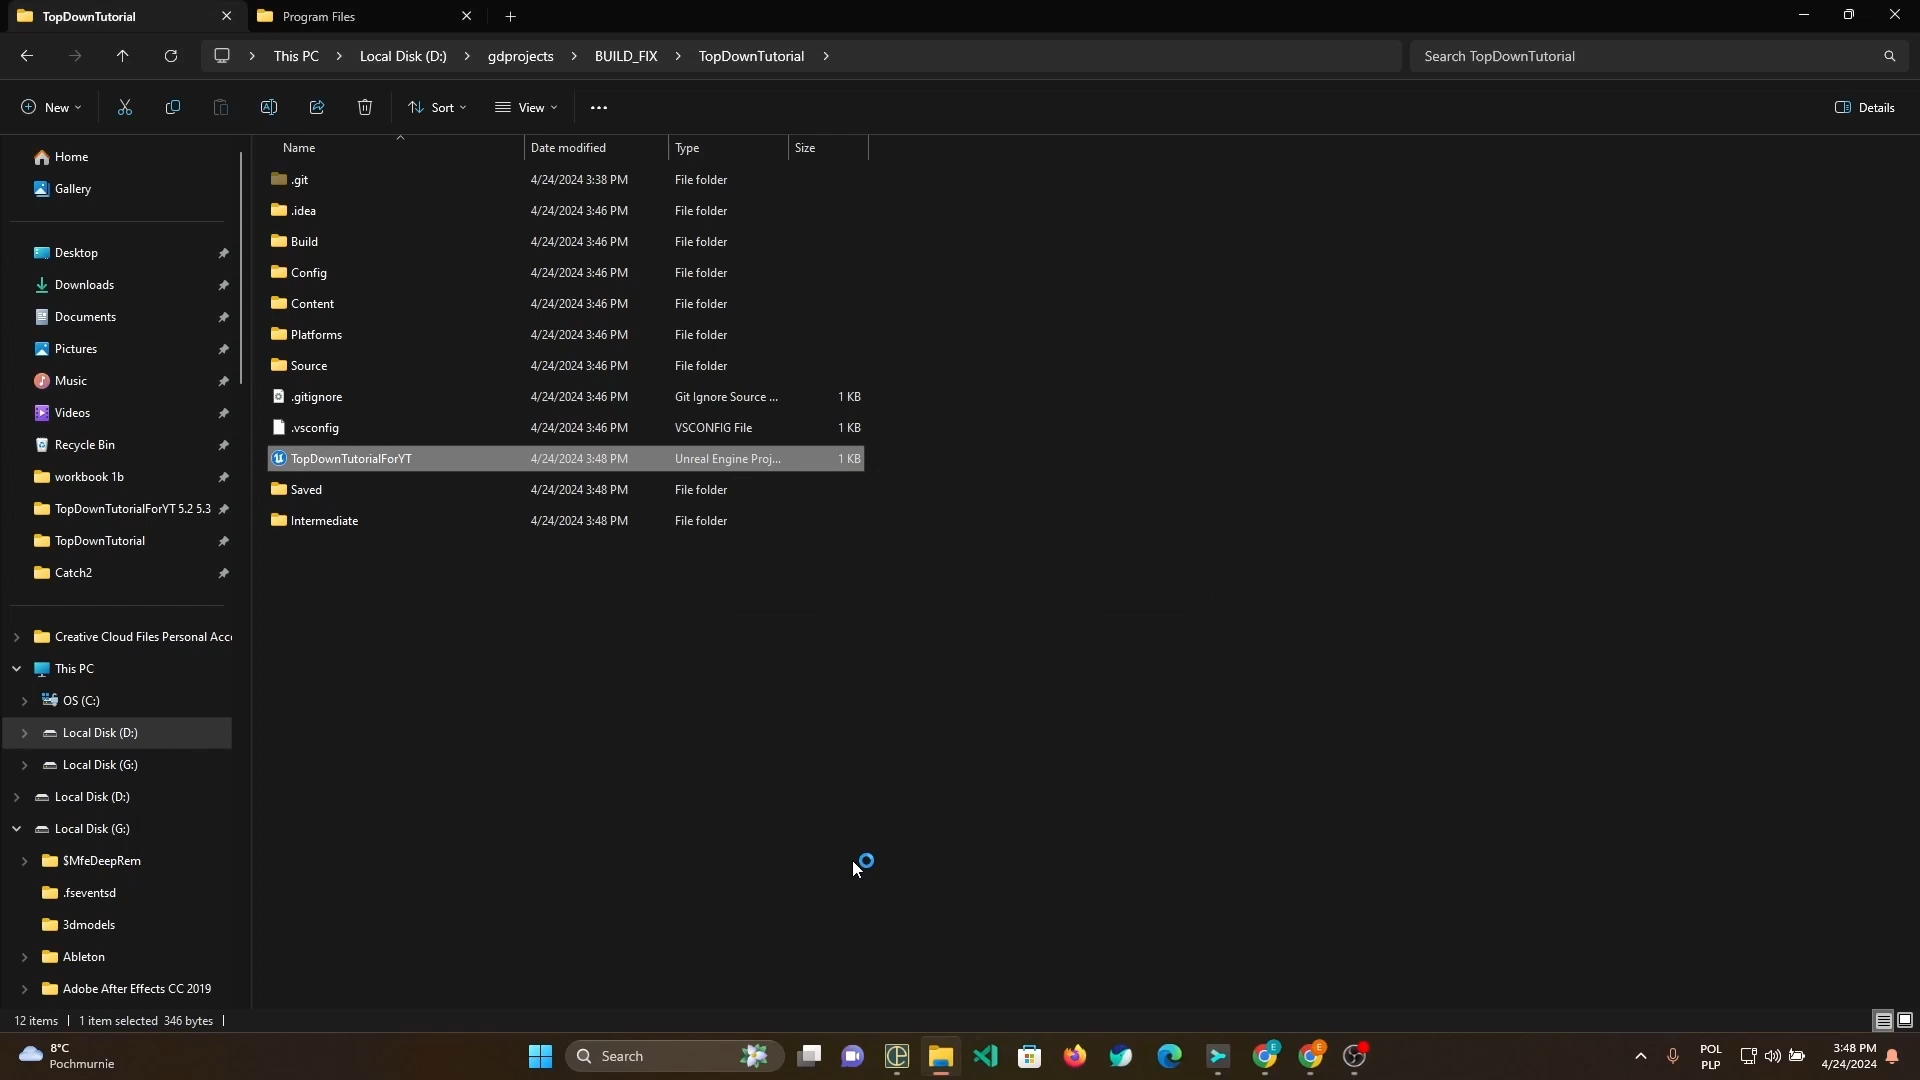 TopDownTutorial
Program Files
This PC
Local Disk (D:)
gdprojects
BUILD_FIX
TopDownTutorial
Search TopDownTutorial
New
Sort
View
Details
Name
Date modified
Type
Size
.git 4/24/2024 3:38 PM File folder
.idea 4/24/2024 3:46 PM File folder
Build 4/24/2024 3:46 PM File folder
Config 4/24/2024 3:46 PM File folder
Content 4/24/2024 3:46 PM File folder
Platforms 4/24/2024 3:46 PM File folder
Source 4/24/2024 3:46 PM File folder
.gitignore 4/24/2024 3:46 PM Git Ignore Source ... 1 KB
.vsconfig 4/24/2024 3:46 PM VSCONFIG File 1 KB
TopDownTutorialForYT 4/24/2024 3:48 PM Unreal Engine Proj... 1 KB
Saved 4/24/2024 3:48 PM File folder
Intermediate 4/24/2024 3:48 PM File folder
Home
Gallery
Desktop
Downloads
Documents
Pictures
Music
Videos
Recycle Bin
workbook 1b
TopDownTutorialForYT 5.2 5.3
TopDownTutorial
Catch2
Creative Cloud Files Personal Acc
This PC
OS (C:)
Local Disk (D:)
Local Disk (G:)
Local Disk (D:)
Local Disk (G:)
$MfeDeepRem
.fseventsd
3dmodels
Ableton
Adobe After Effects CC 2019
12 items
1 item selected 346 bytes
8°C
Pochmurnie
Search
E
E
POL
PLP
3:48 PM
4/24/2024